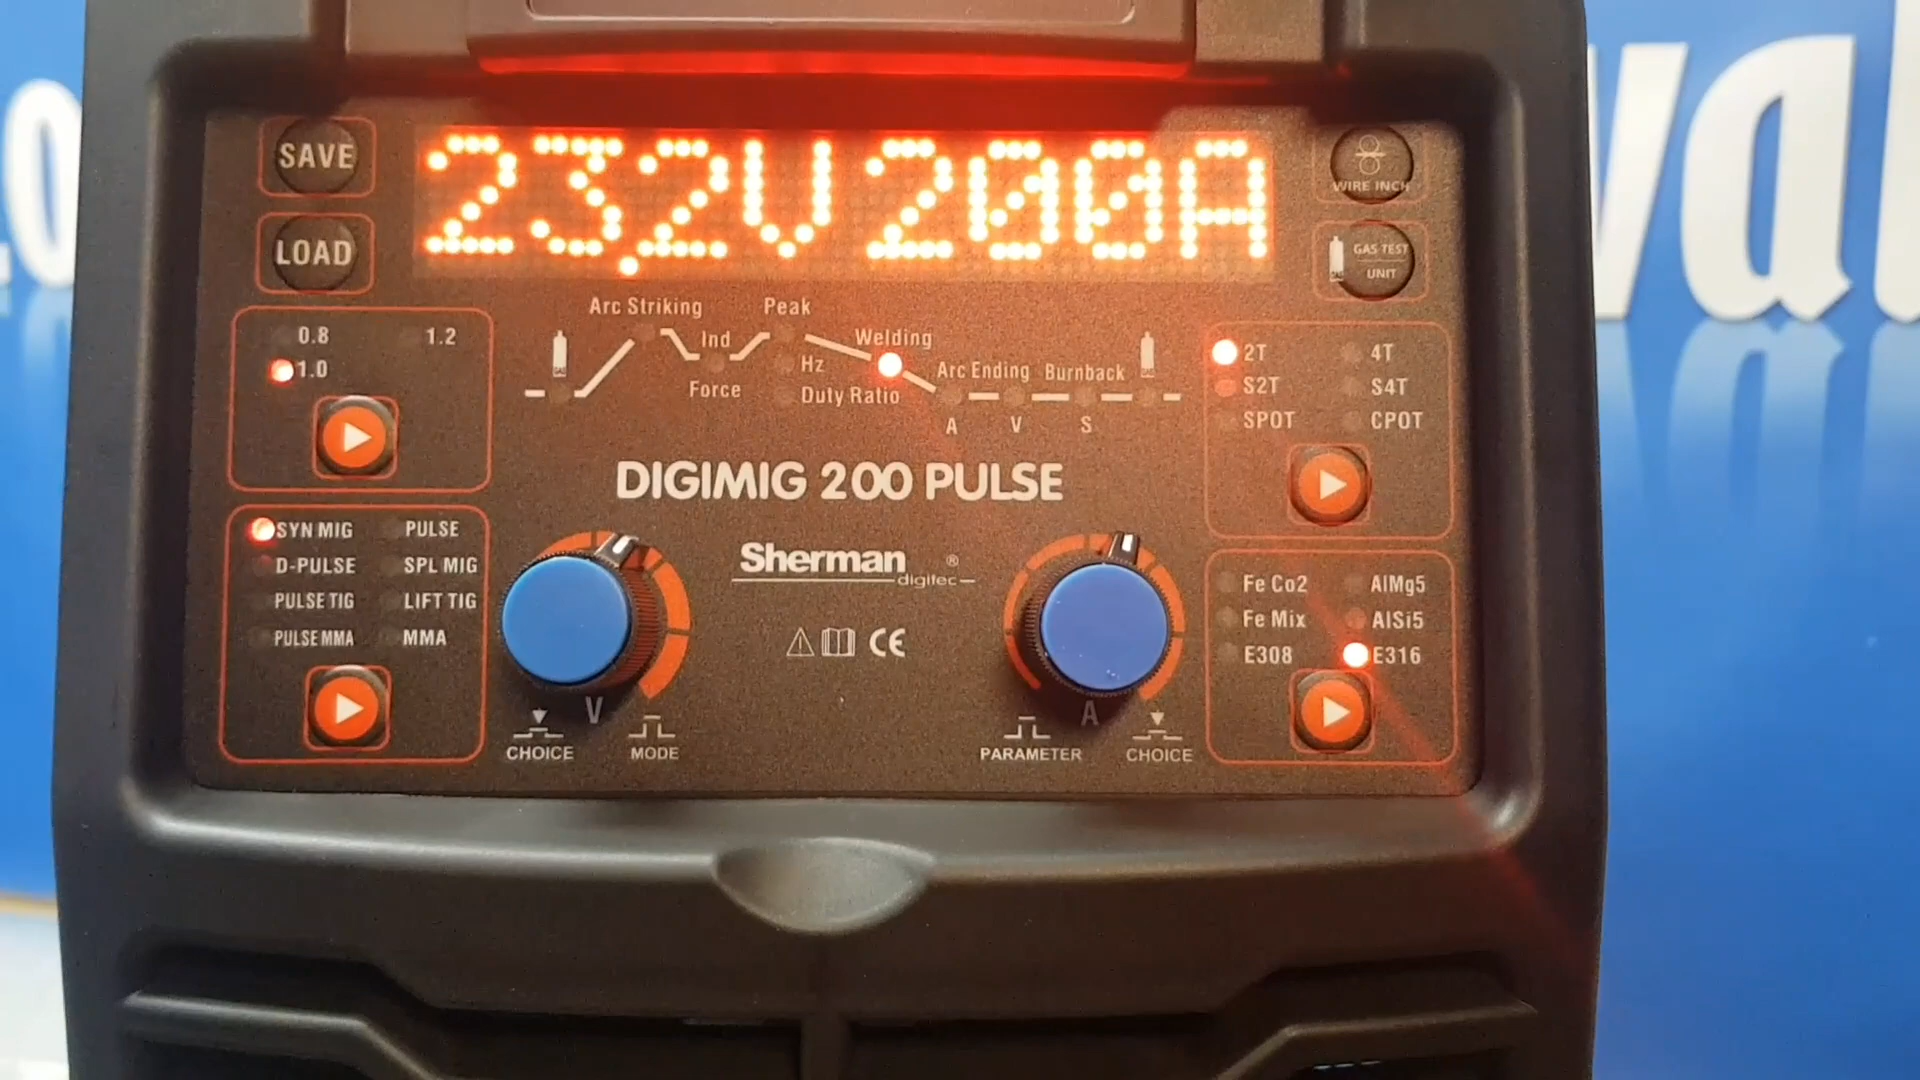 SAVE
LOAD
23,2V 200A
WIRE INCH
GAS TEST
UNIT
0.8
1.2
1.0
Arc Striking
Peak
Ind
Force
Hz
Duty Ratio
Welding
Arc Ending
Burnback
A
V
S
2T
4T
S2T
S4T
SPOT
CPOT
DIGIMIG 200 PULSE
SYN MIG
PULSE
D-PULSE
SPL MIG
PULSE TIG
LIFT TIG
PULSE MMA
MMA
Sherman ®
digitec
CE
Fe Co2
AlMg5
Fe Mix
AlSi5
E308
E316
V
CHOICE
MODE
A
PARAMETER
CHOICE